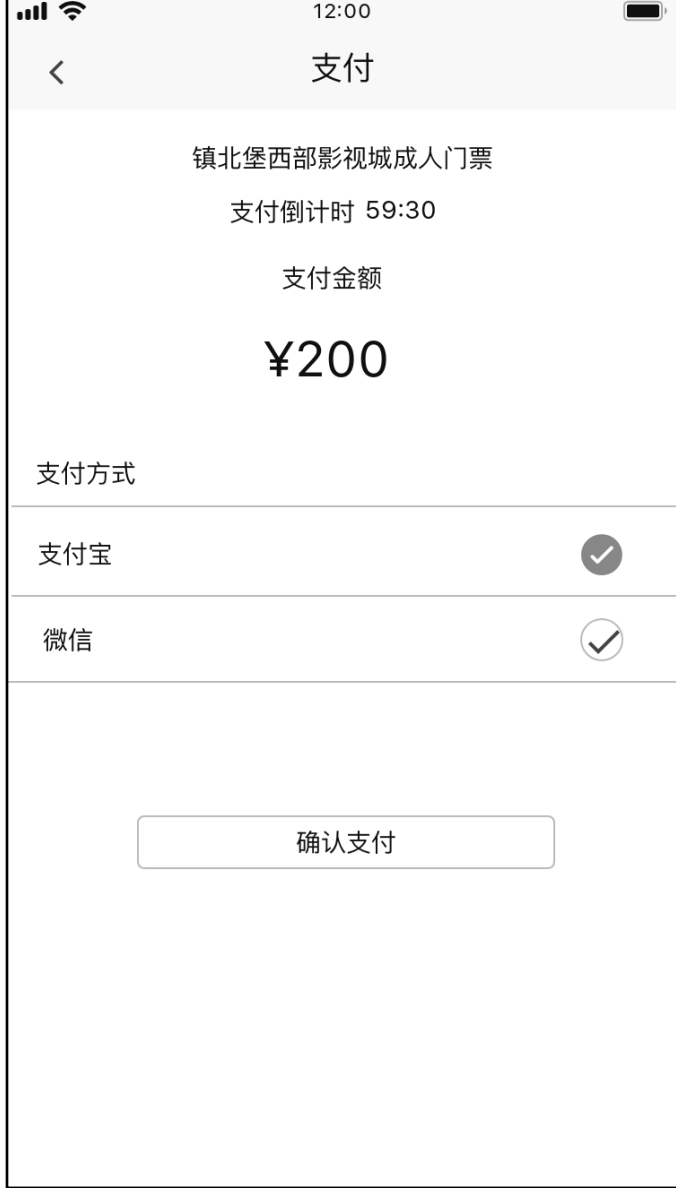 12:00
支付
镇北堡西部影视城成人门票
支付倒计时 59:30
支付金额
¥200
支付方式
支付宝
微信
确认支付